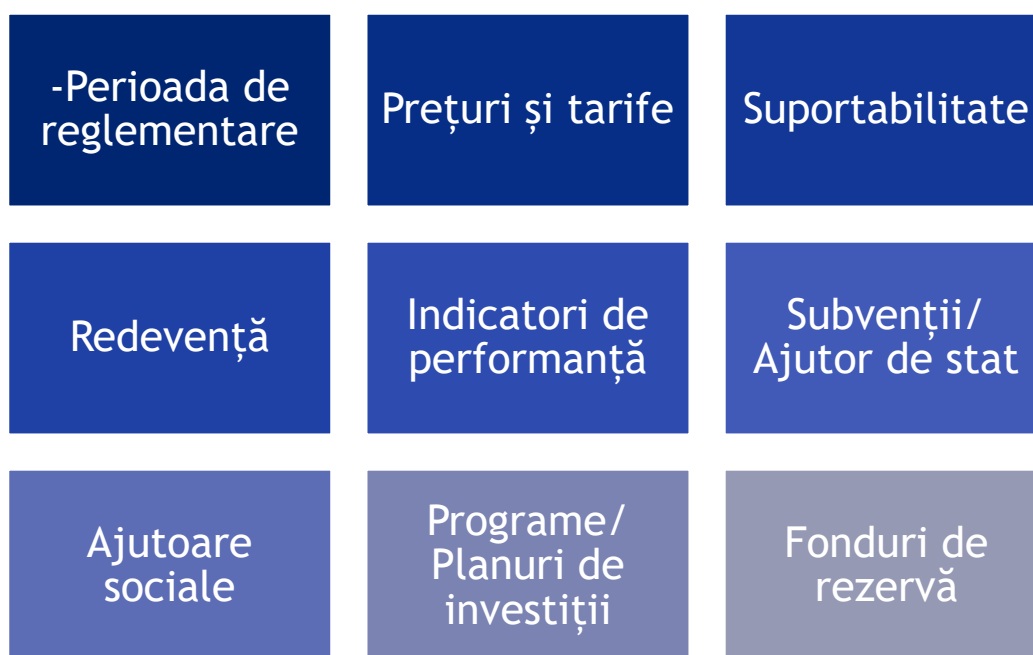 -Perioada de
reglementare
Prețuri și tarife
Suportabilitate
Redevență
Indicatori de
performanță
Subvenții/
Ajutor de stat
Ajutoare
sociale
Programe/
Planuri de
investiții
Fonduri de
rezervă